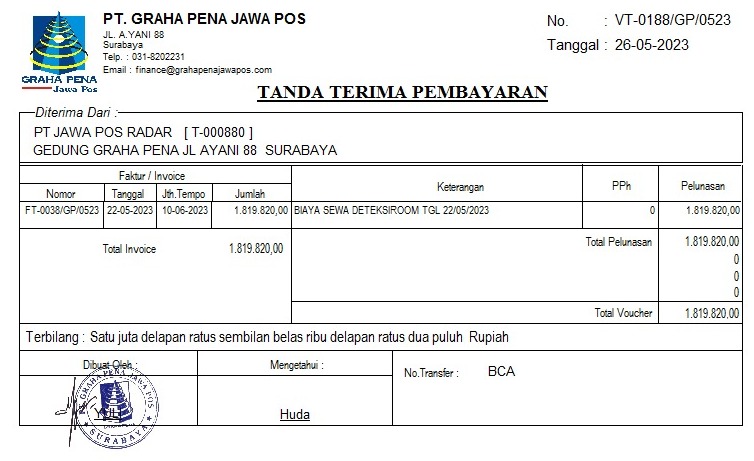 GRAHA PENA
Jawa Pos
PT. GRAHA PENA JAWA POS
JL. A.YANI 88
Surabaya
Telp. : 031-8202231
Email : finance@grahapenajawapos.com
No. : VT-0188/GP/0523
Tanggal : 26-05-2023
TANDA TERIMA PEMBAYARAN
Diterima Dari :
PT JAWA POS RADAR [ T-000880 ]
GEDUNG GRAHA PENA JL AYANI 88 SURABAYA
Faktur / Invoice Keterangan PPh Pelunasan
Nomor Tanggal Jth.Tempo Jumlah
FT-0038/GP/0523 22-05-2023 10-06-2023 1.819.820,00 BIAYA SEWA DETEKSIROOM TGL 22/05/2023 0 1.819.820,00
Total Invoice 1.819.820,00 Total Pelunasan 1.819.820,00
0
0
0
Total Voucher 1.819.820,00
Terbilang : Satu juta delapan ratus sembilan belas ribu delapan ratus dua puluh Rupiah
Dibuat Oleh : Mengetahui : No.Transfer : BCA
PT. GRAHA PENA JAWA POS
SURABAYA
Huda